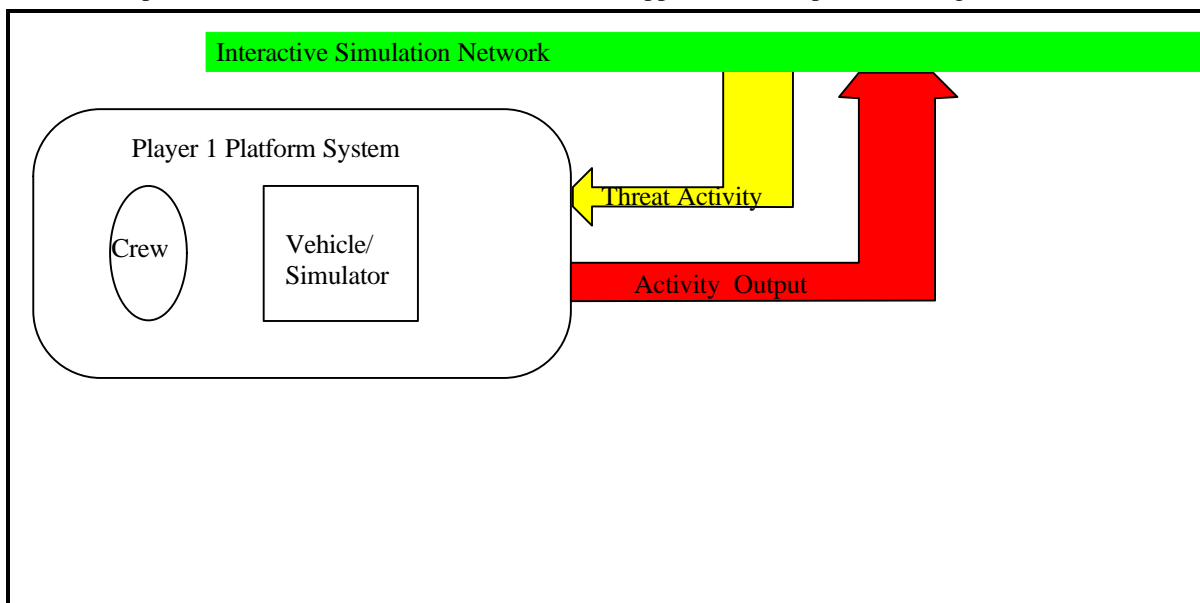 Interactive Simulation Network
Player 1 Platform System
Threat Activity
Crew
Vehicle/
Simulator
Activity Output